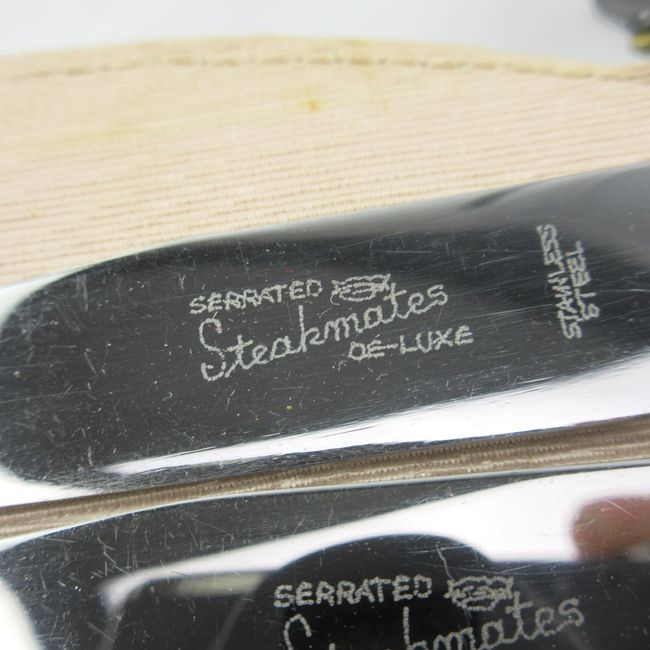 SERRATED
Steakmates
DE-LUXE
STAINLESS
STEEL
SERRATED
Steakmates